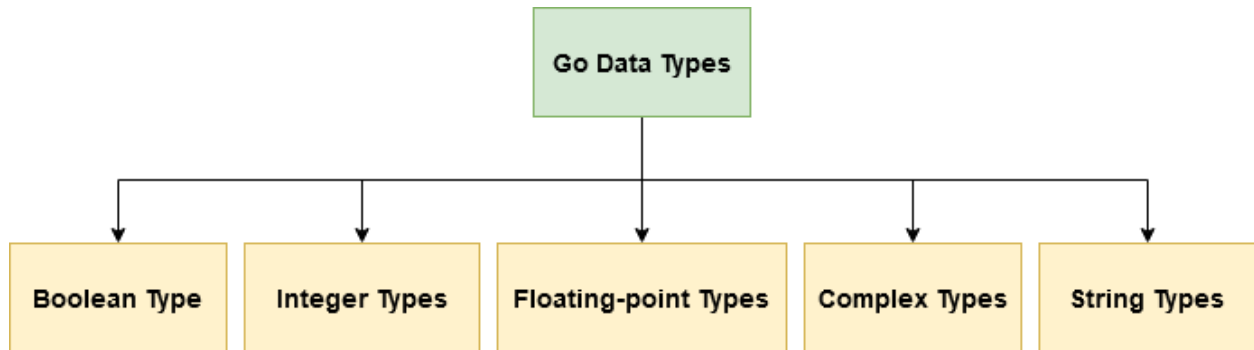 Go Data Types
Boolean Type
Integer Types
Floating-point Types
Complex Types
String Types